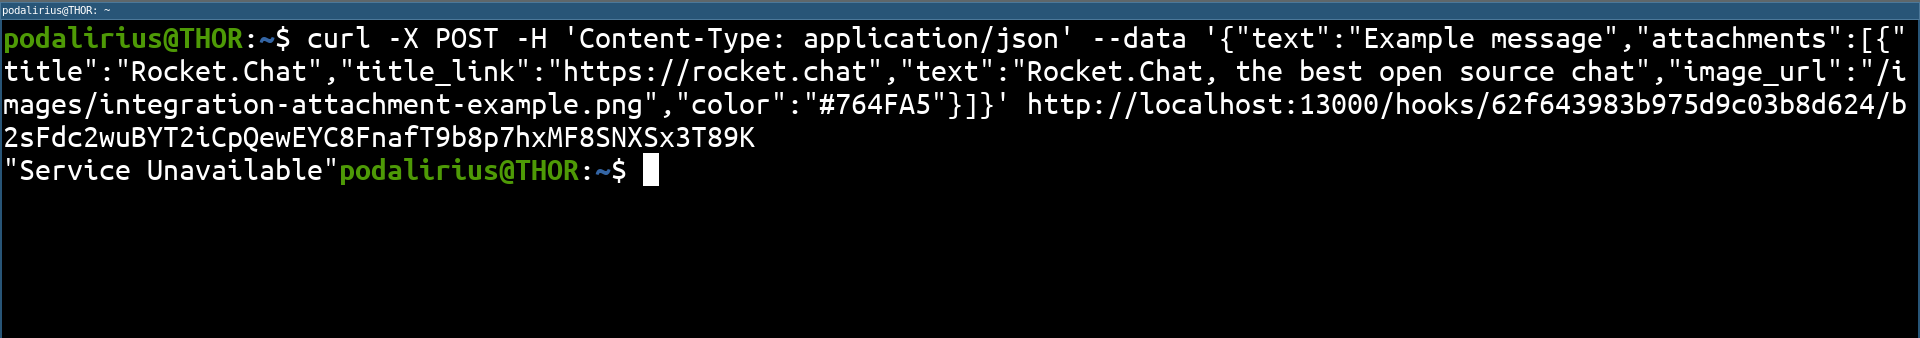 podalirius@THOR: ~
podalirius@THOR:~$ curl -X POST -H 'Content-Type: application/json' --data '{"text":"Example message","attachments":[{"
title":"Rocket.Chat","title_link":"https://rocket.chat","text":"Rocket.Chat, the best open source chat","image_url":"/i
mages/integration-attachment-example.png","color":"#764FA5"}]}' http://localhost:13000/hooks/62f643983b975d9c03b8d624/b
2sFdc2wuBYT2iCpQewEYC8FnafT9b8p7hxMF8SNXSx3T89K
"Service Unavailable"podalirius@THOR:~$